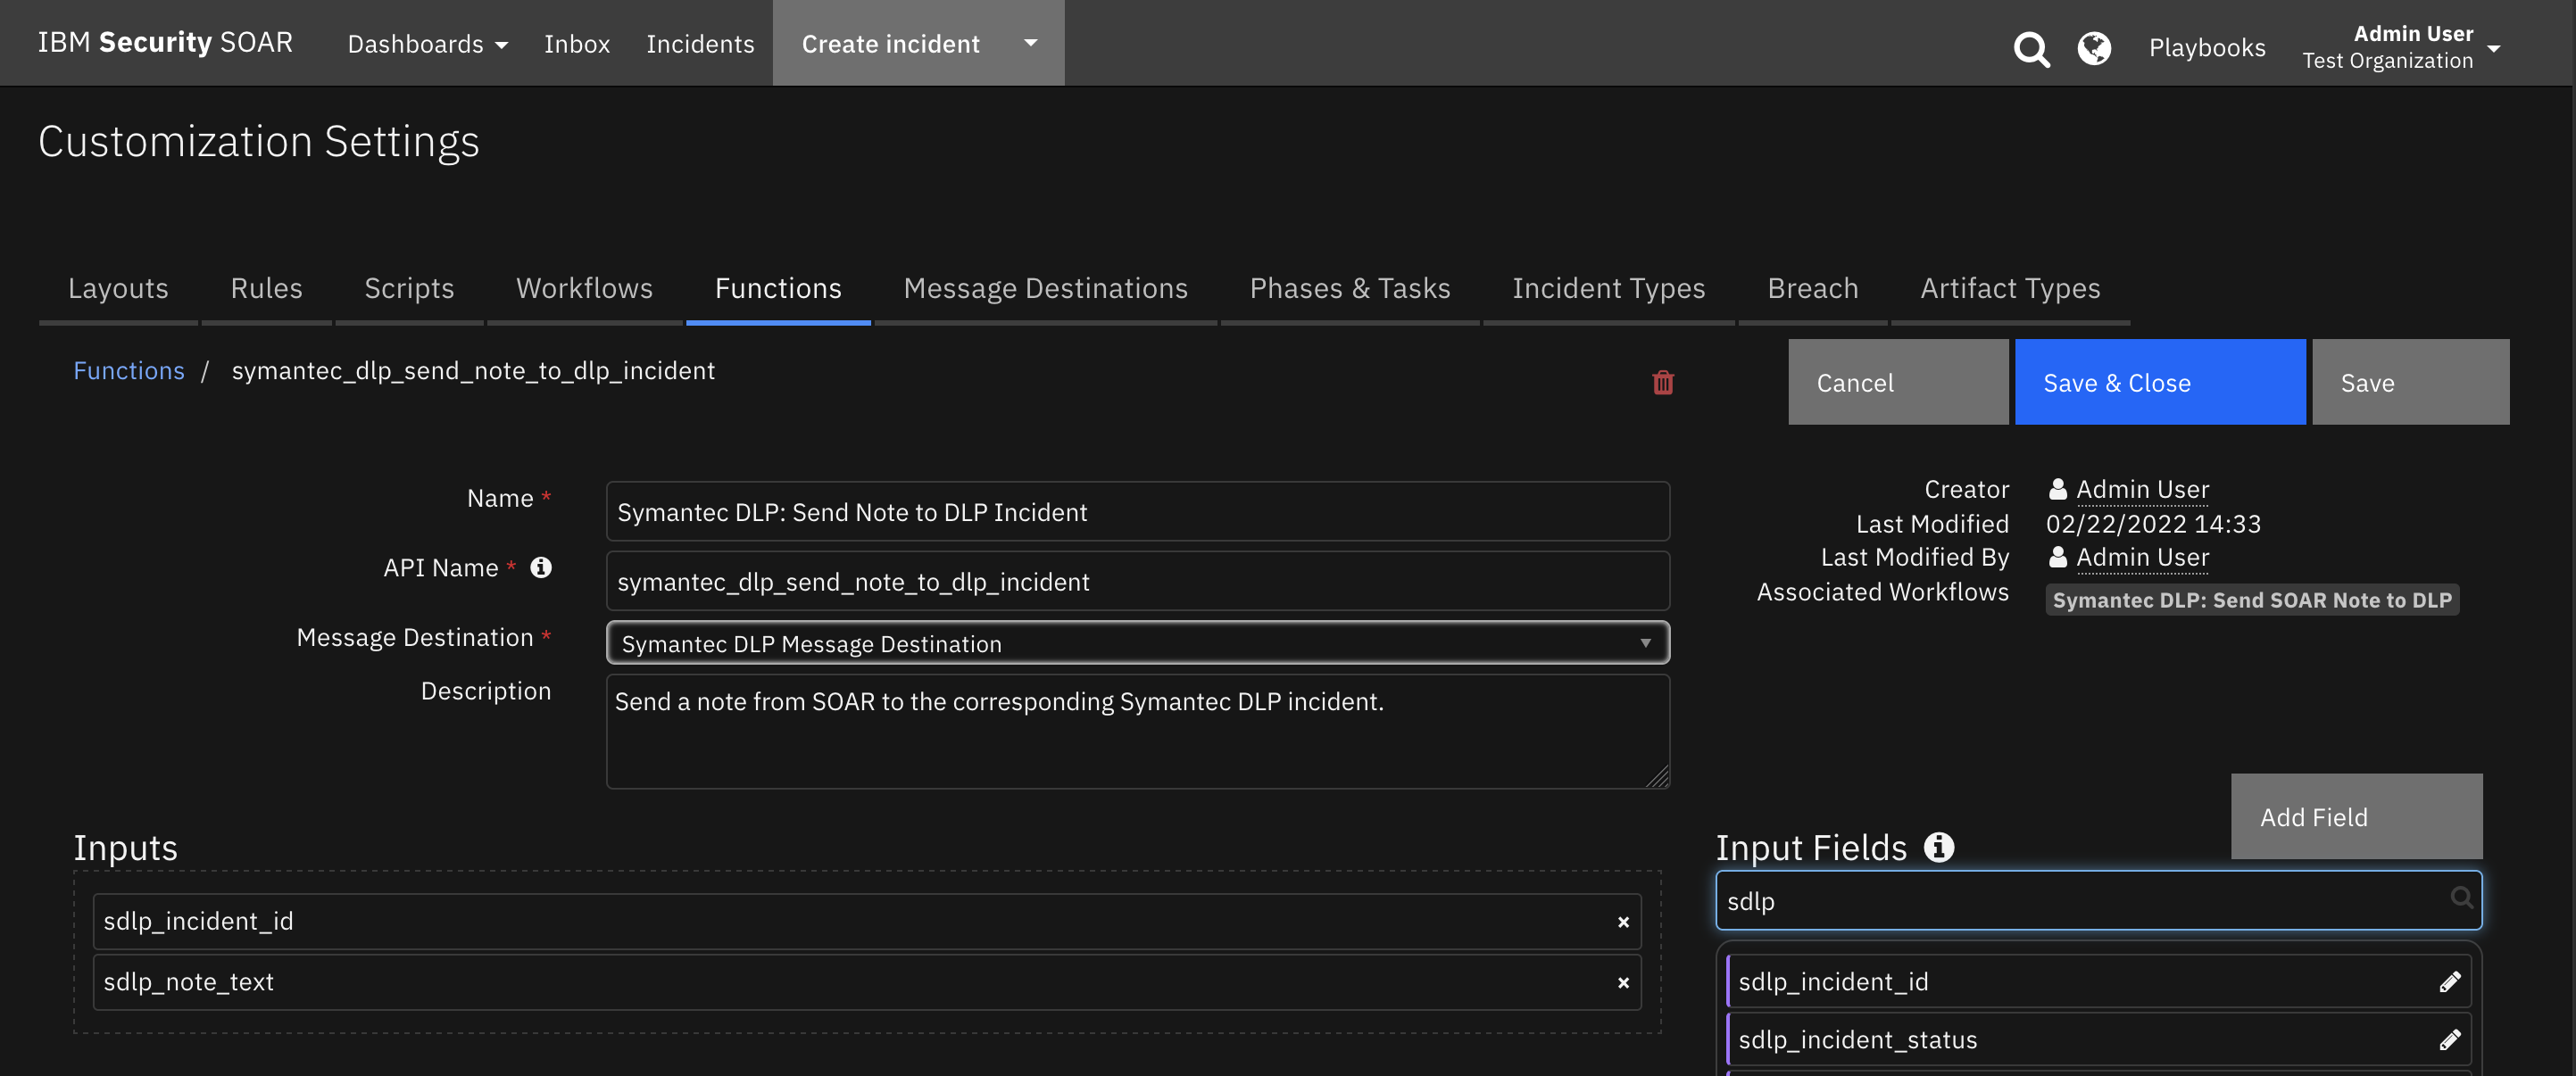 IBM Security SOAR Dashboards Inbox Incidents Create incident Playbooks Admin User
Test Organization
Customization Settings
Layouts Rules Scripts Workflows Functions Message Destinations Phases & Tasks Incident Types Breach Artifact Types
Functions / symantec_dlp_send_note_to_dlp_incident Cancel Save & Close Save
Name * Symantec DLP: Send Note to DLP Incident
API Name * symantec_dlp_send_note_to_dlp_incident
Message Destination * Symantec DLP Message Destination
Description Send a note from SOAR to the corresponding Symantec DLP incident.
Creator Admin User
Last Modified 02/22/2022 14:33
Last Modified By Admin User
Associated Workflows Symantec DLP: Send SOAR Note to DLP
Inputs
sdlp_incident_id
sdlp_note_text
Add Field
Input Fields
sdlp
sdlp_incident_id
sdlp_incident_status